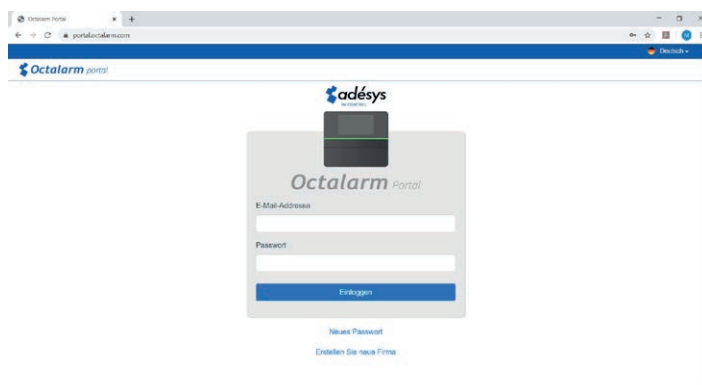 Octalarm Portal
portal.octalarm.com
Deutsch
Octalarm portal
adésys
Octalarm Portal
E-Mail-Addresse
Passwort
Einloggen
Neues Passwort
Erstellen Sie neue Firma